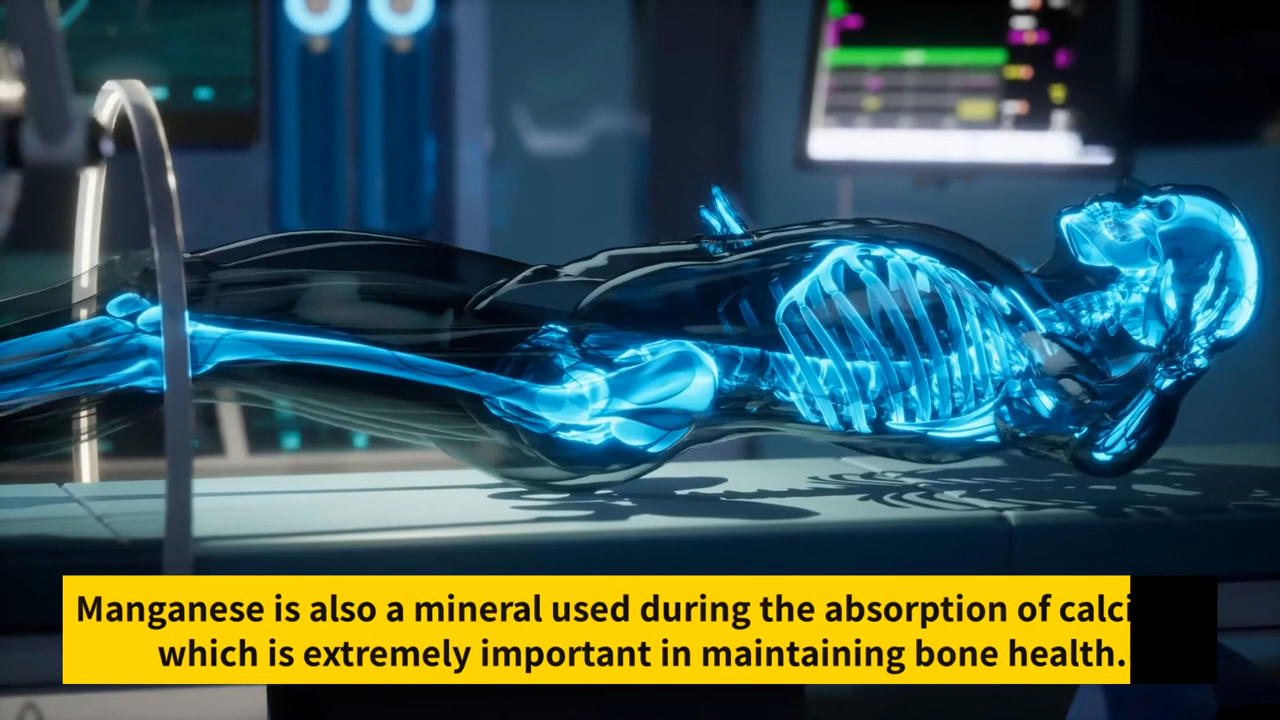 Manganese is also a mineral used during the absorption of calci
which is extremely important in maintaining bone health.